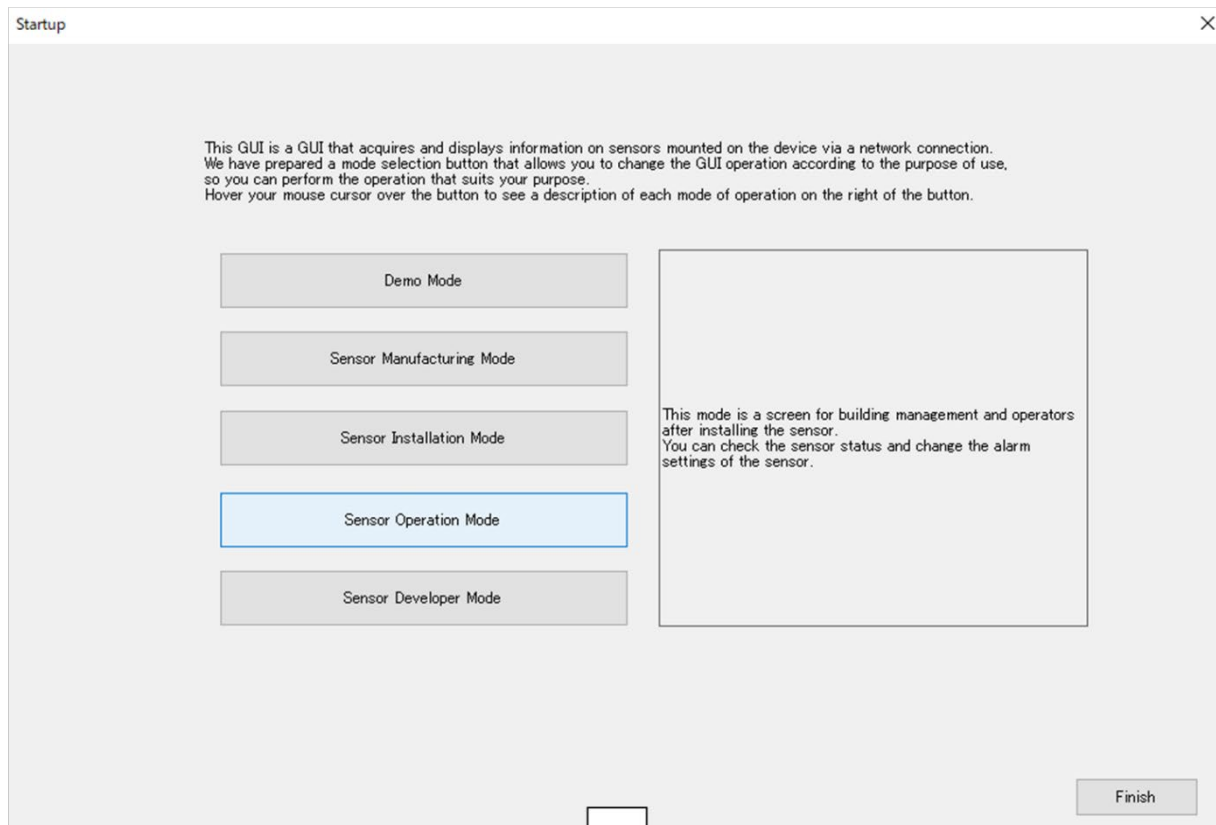 Startup
This GUI is a GUI that acquires and displays information on sensors mounted on the device via a network connection.
We have prepared a mode selection button that allows you to change the GUI operation according to the purpose of use,
so you can perform the operation that suits your purpose.
Hover your mouse cursor over the button to see a description of each mode of operation on the right of the button.
Demo Mode
Sensor Manufacturing Mode
Sensor Installation Mode
Sensor Operation Mode
Sensor Developer Mode
This mode is a screen for building management and operators
after installing the sensor.
You can check the sensor status and change the alarm
settings of the sensor.
Finish